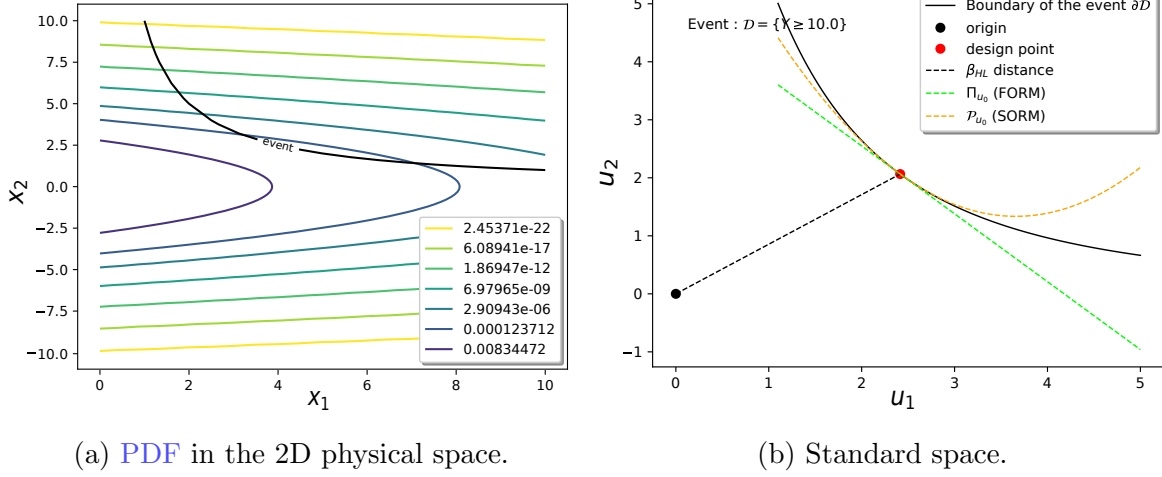 10.0
7.5
5.0
2.5
0.0
−2.5
−5.0
−7.5
−10.0
x2
event
2.45371e-22
6.08941e-17
1.86947e-12
6.97965e-09
2.90943e-06
0.000123712
0.00834472
0 2 4 6 8 10
x1
(a) PDF in the 2D physical space.
5
4
3
2
1
0
−1
u2
Event : 𝒟 = {Y ≥ 10.0}
Boundary of the event ∂𝒟
origin
design point
βHL distance
Πu0 (FORM)
𝒫u0 (SORM)
0 1 2 3 4 5
u1
(b) Standard space.